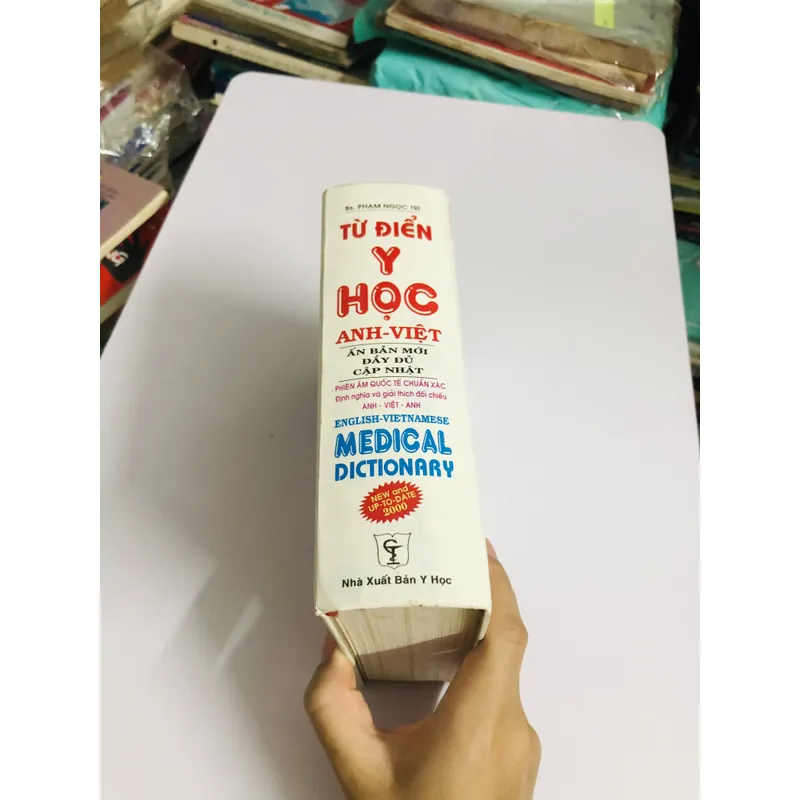 Bs. PHẠM NGỌC TRÍ
TỪ ĐIỂN
Y
HỌC
ANH-VIỆT
ẤN BẢN MỚI
ĐẦY ĐỦ
CẬP NHẬT
PHIÊN ÂM QUỐC TẾ CHUẨN XÁC
Định nghĩa và giải thích đối chiếu
ANH - VIỆT - ANH
ENGLISH-VIETNAMESE
MEDICAL
DICTIONARY
NEW and
UP-TO-DATE
2000
Nhà Xuất Bản Y Học